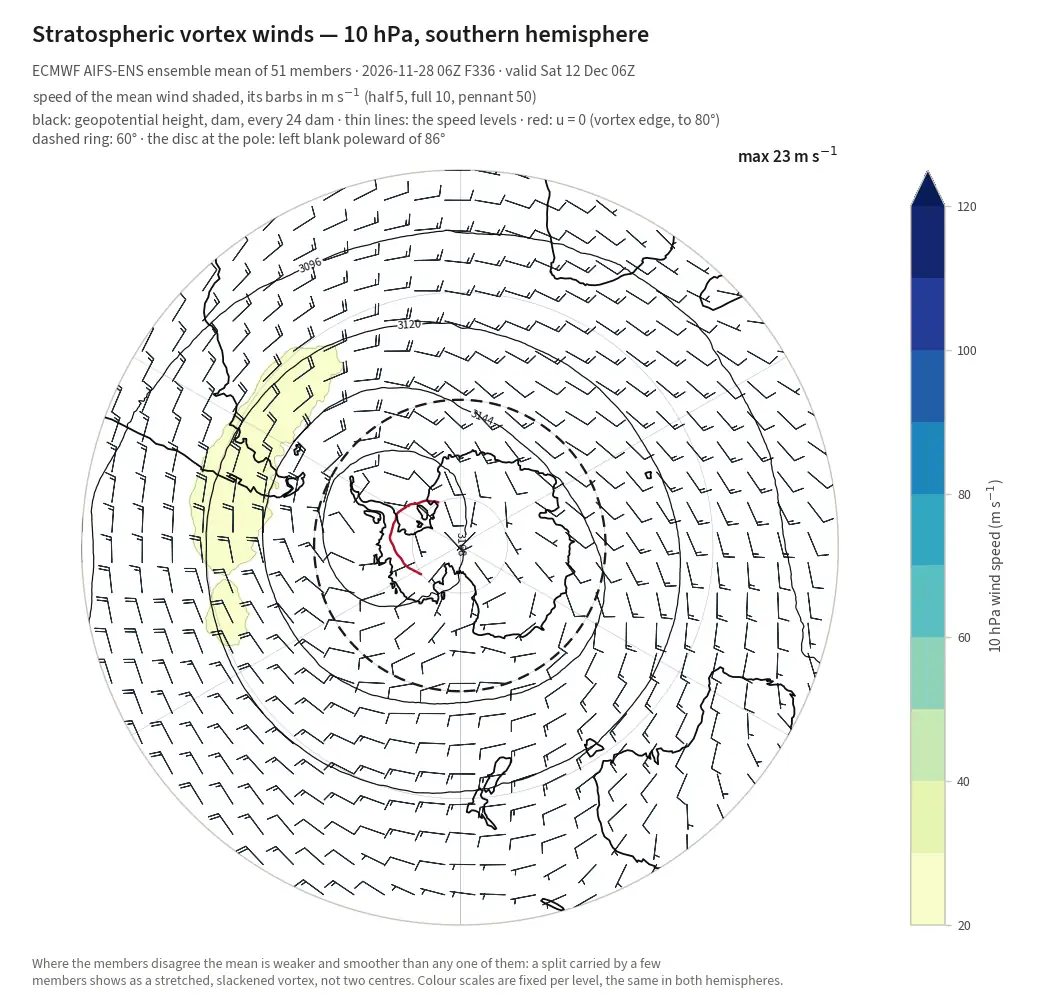 Stratospheric vortex winds — 10 hPa, southern hemisphere
ECMWF AIFS-ENS ensemble mean of 51 members · 2026-11-28 06Z F336 · valid Sat 12 Dec 06Z
speed of the mean wind shaded, its barbs in m s⁻¹ (half 5, full 10, pennant 50)
black: geopotential height, dam, every 24 dam · thin lines: the speed levels · red: u = 0 (vortex edge, to 80°)
dashed ring: 60° · the disc at the pole: left blank poleward of 86°
max 23 m s⁻¹
3096
3120
3144
120
100
80
60
40
20
10 hPa wind speed (m s⁻¹)
Where the members disagree the mean is weaker and smoother than any one of them: a split carried by a few
members shows as a stretched, slackened vortex, not two centres. Colour scales are fixed per level, the same in both hemispheres.